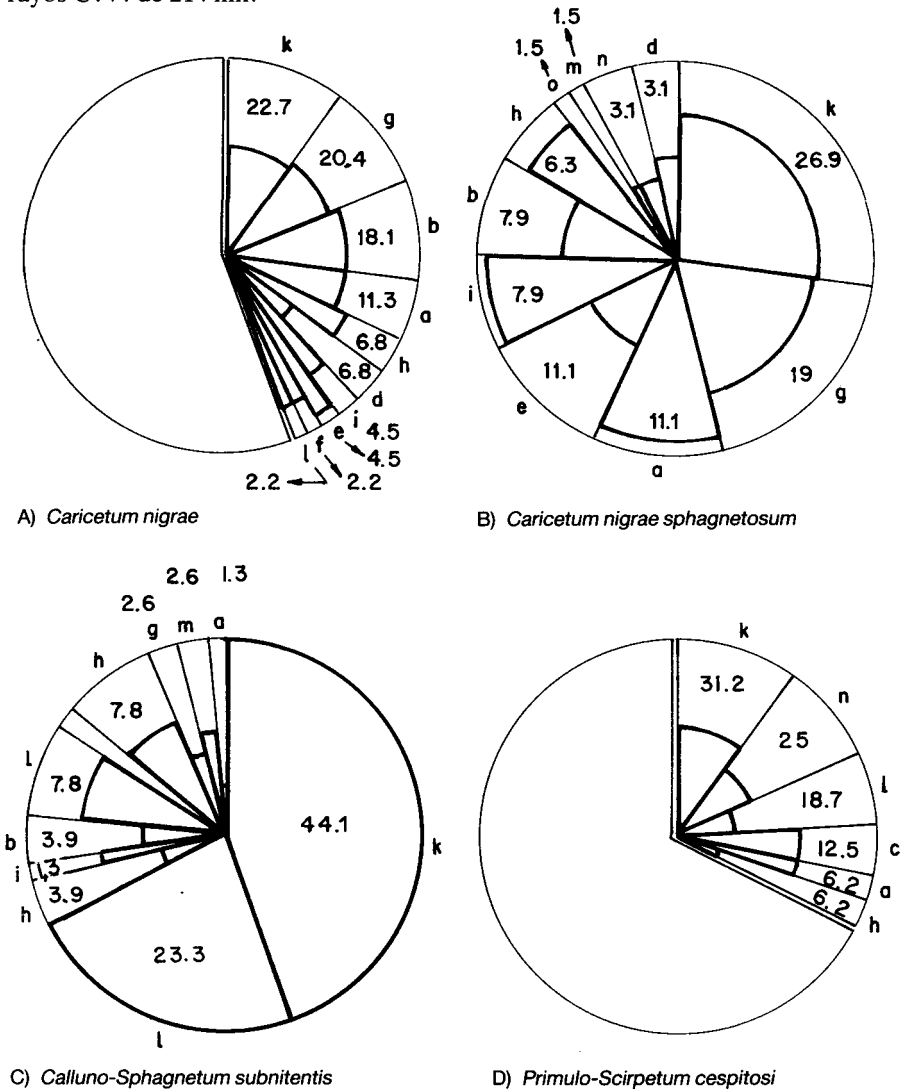 rayos U.V. de 214 nm.
k
22.7
g
20.4
b
18.1
11.3
a
6.8
h
6.8
d
i 4.5
e 4.5
f 2.2
l
2.2
A) Caricetum nigrae
1.5
1.5
o
m
n
d
h
3.1
3.1
k
26.9
6.3
b
7.9
i
7.9
11.1
e
11.1
a
19
g
B) Caricetum nigrae sphagnetosum
2.6
2.6
1.3
g
m
a
h
7.8
l
7.8
b
3.9
i
1.3
3.9
h
44.1
k
23.3
l
C) Calluno-Sphagnetum subnitentis
k
31.2
n
25
18.7
l
12.5
c
6.2
a
6.2
h
D) Primulo-Scirpetum cespitosi